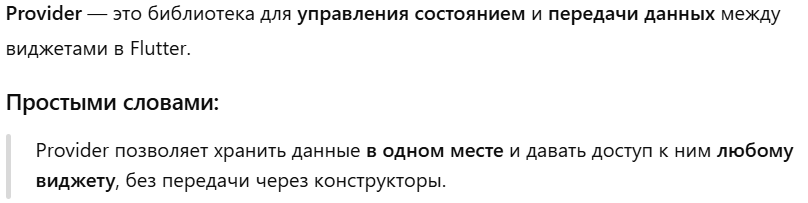 Provider — это библиотека для управления состоянием и передачи данных между
виджетами в Flutter.
Простыми словами:
Provider позволяет хранить данные в одном месте и давать доступ к ним любому
виджету, без передачи через конструкторы.